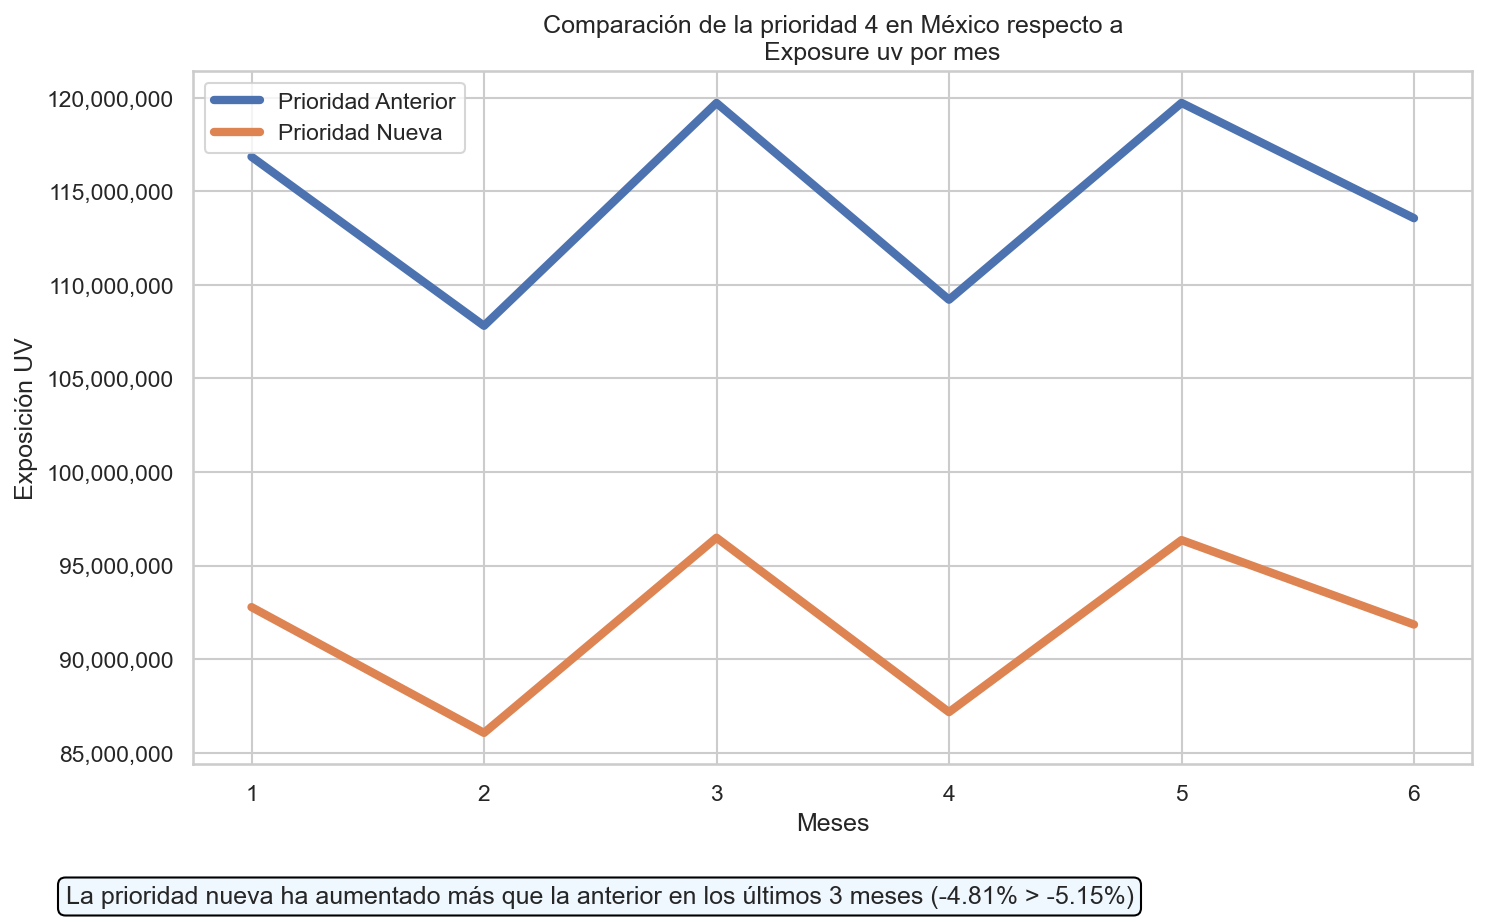 Comparación de la prioridad 4 en México respecto a
Exposure uv por mes
Prioridad Anterior
Prioridad Nueva
120,000,000
115,000,000
110,000,000
105,000,000
100,000,000
95,000,000
90,000,000
85,000,000
Exposición UV
1 2 3 4 5 6
Meses
La prioridad nueva ha aumentado más que la anterior en los últimos 3 meses (-4.81% > -5.15%)